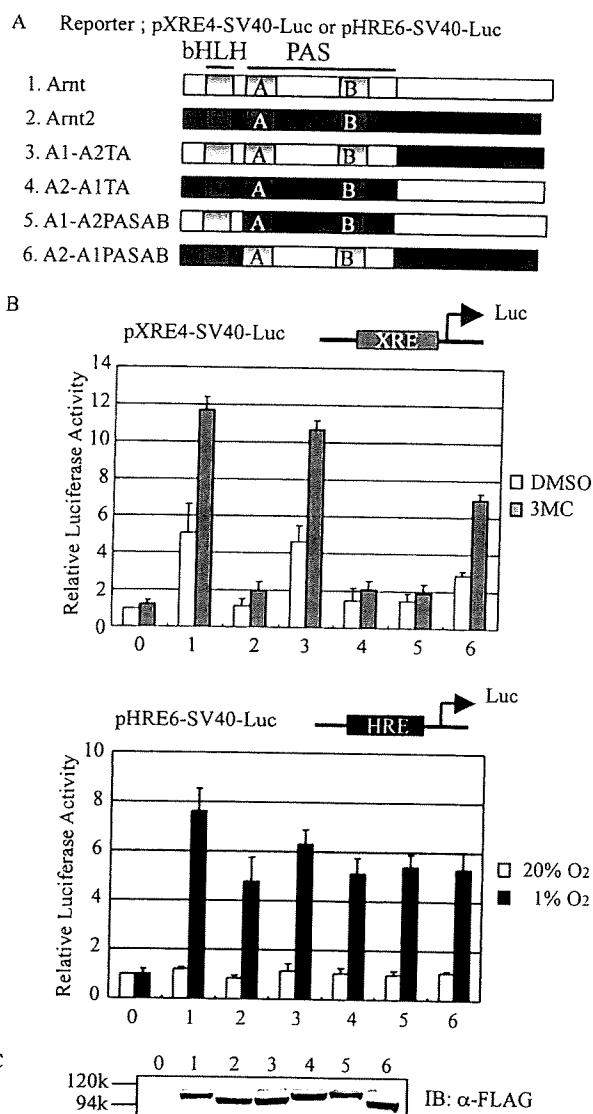 A Reporter ; pXRE4-SV40-Luc or pHRE6-SV40-Luc
bHLH PAS
1. Arnt A B
2. Arnt2 A B
3. A1-A2TA A B
4. A2-A1TA A B
5. A1-A2PASAB A B
6. A2-A1PASAB A B
B
pXRE4-SV40-Luc XRE Luc
Relative Luciferase Activity
14
12
10
8
6
4
2
0
0 1 2 3 4 5 6
DMSO
3MC
pHRE6-SV40-Luc HRE Luc
Relative Luciferase Activity
10
8
6
4
2
0
0 1 2 3 4 5 6
20% O2
1% O2
0 1 2 3 4 5 6
120k
94k
IB: α-FLAG